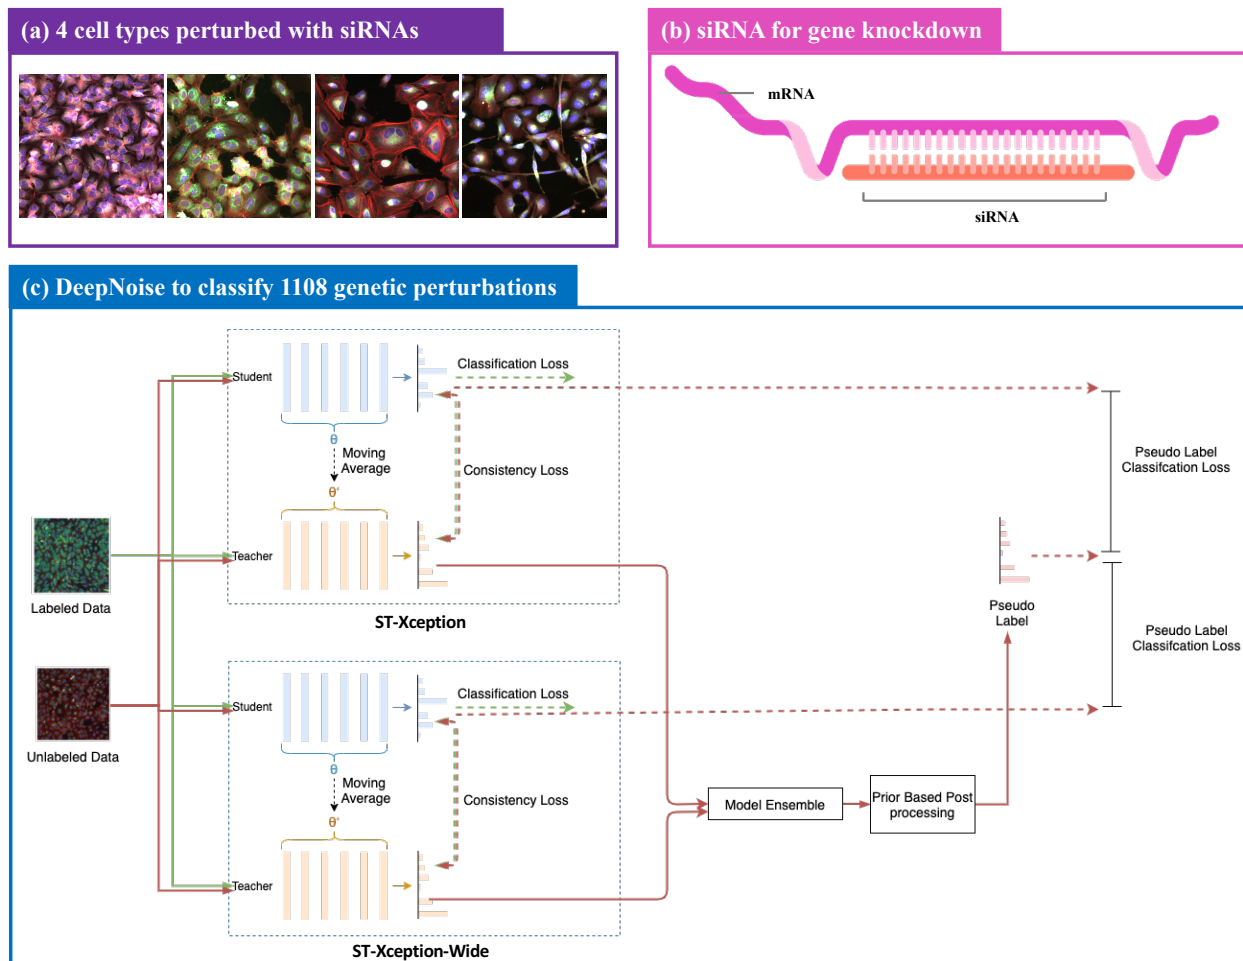 (a) 4 cell types perturbed with siRNAs
(b) siRNA for gene knockdown
mRNA
siRNA
(c) DeepNoise to classify 1108 genetic perturbations
Student
Classification Loss
θ
Moving
Average
Consistency Loss
θ'
Teacher
ST-Xception
Labeled Data
Unlabeled Data
Student
Classification Loss
θ
Moving
Average
Consistency Loss
θ'
Teacher
ST-Xception-Wide
Model Ensemble
Prior Based Post
processing
Pseudo
Label
Pseudo Label
Classifcation Loss
Pseudo Label
Classifcation Loss